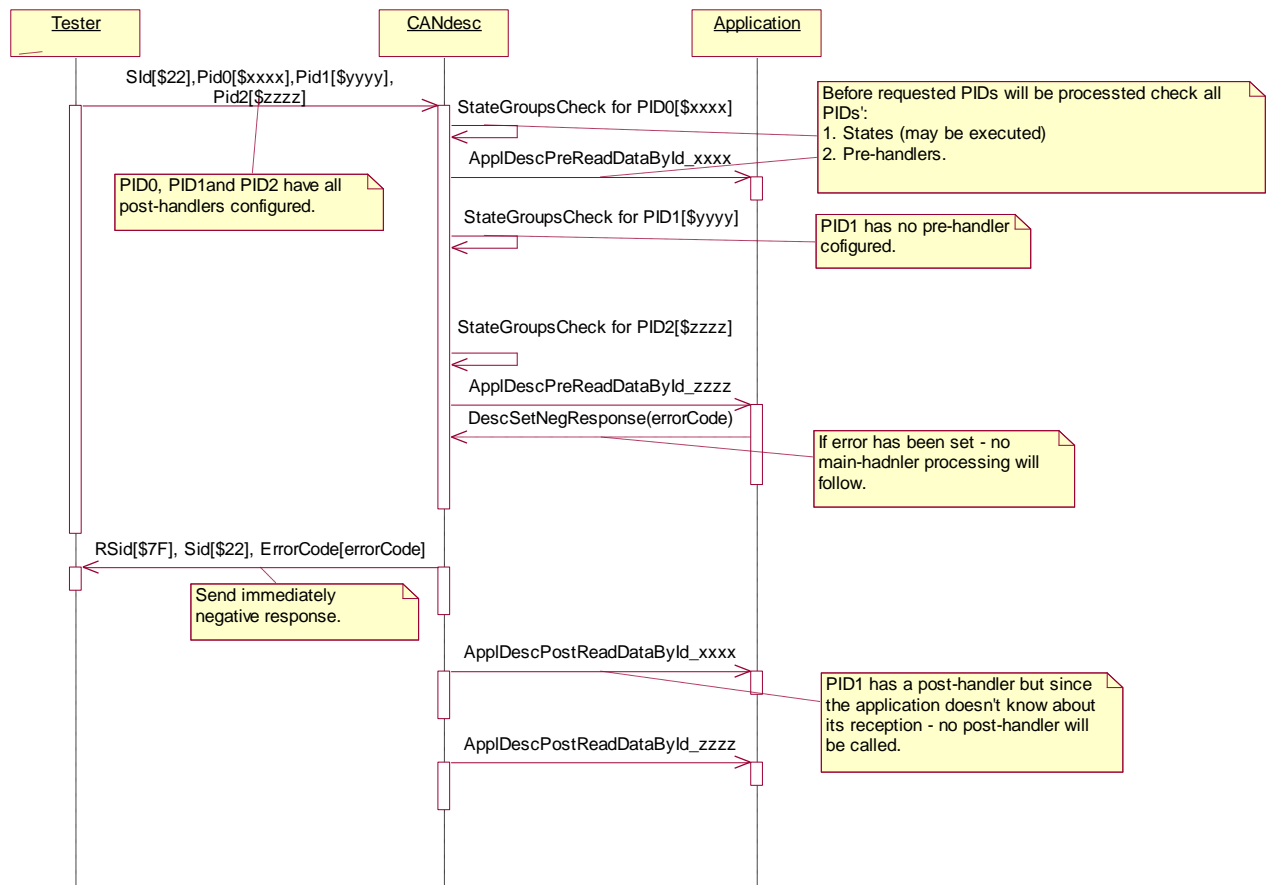 Tester
CANdesc
Application
SId[$22],Pid0[$xxxx],Pid1[$yyyy],
Pid2[$zzzz]
StateGroupsCheck for PID0[$xxxx]
Before requested PIDs will be processted check all
PIDs':
1. States (may be executed)
2. Pre-handlers.
ApplDescPreReadDataById_xxxx
PID0, PID1and PID2 have all
post-handlers configured.
StateGroupsCheck for PID1[$yyyy]
PID1 has no pre-handler
cofigured.
StateGroupsCheck for PID2[$zzzz]
ApplDescPreReadDataById_zzzz
DescSetNegResponse(errorCode)
If error has been set - no
main-hadnler processing will
follow.
RSid[$7F], Sid[$22], ErrorCode[errorCode]
Send immediately
negative response.
ApplDescPostReadDataById_xxxx
PID1 has a post-handler but since
the application doesn't know about
its reception - no post-handler will
be called.
ApplDescPostReadDataById_zzzz